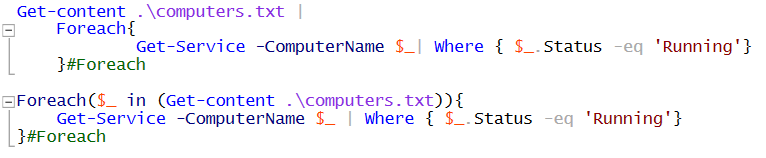 Get-content .\computers.txt |
Foreach{
Get-Service -ComputerName $_| Where { $_.Status -eq 'Running'}
}#Foreach
Foreach($_ in (Get-content .\computers.txt)){
Get-Service -ComputerName $_ | Where { $_.Status -eq 'Running'}
}#Foreach